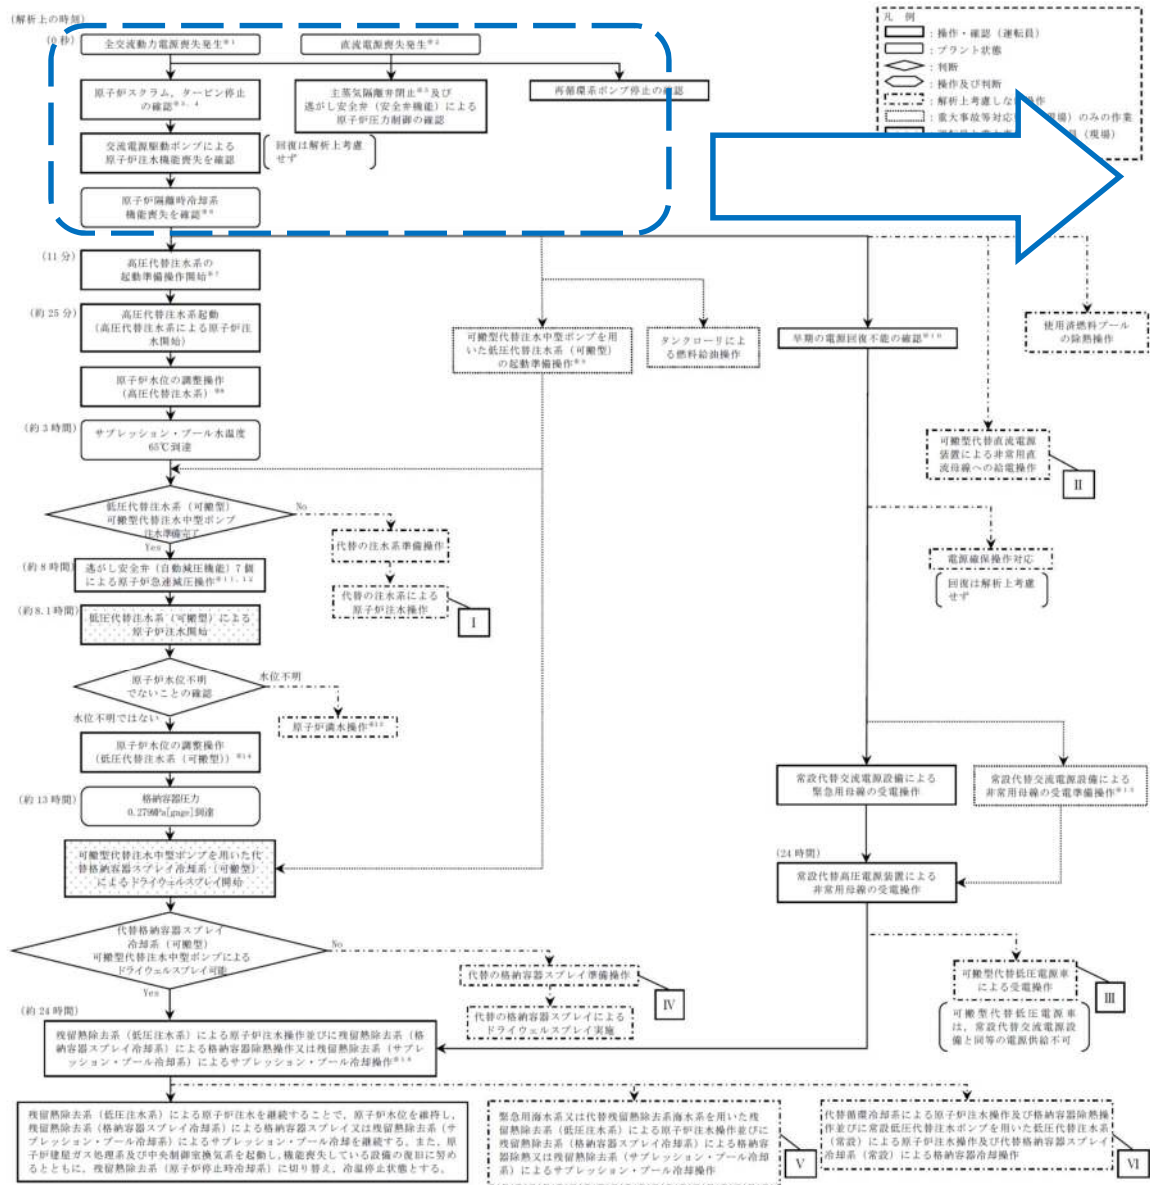 (解析上の時刻)
(0秒)
全交流動力電源喪失発生※1
直流電源喪失発生※2
原子炉スクラム，タービン停止
の確認※3，4
主蒸気隔離弁閉止※5及び
逃がし安全弁（安全弁機能）による
原子炉圧力制御の確認
再循環系ポンプ停止の確認
交流電源駆動ポンプによる
原子炉注水機能喪失を確認
回復は解析上考慮
せず
原子炉隔離時冷却系
機能喪失を確認※6
凡 例
：操作・確認（運転員）
：プラント状態
：判断
：操作及び判断
：解析上考慮しない操作
：重大事故等対応
場）のみの作業
（現場）
(11分)
高圧代替注水系の
起動準備操作開始※7
(約25分)
高圧代替注水系起動
(高圧代替注水系による原子炉注
水開始)
原子炉水位の調整操作
(高圧代替注水系)※8
(約3時間)
サプレッション・プール水温度
65℃到達
可搬型代替注水中型ポンプを用
いた低圧代替注水系（可搬型）
の起動準備操作※9
タンクローリによ
る燃料給油操作
早期の電源回復不能の確認※10
使用済燃料プール
の除熱操作
可搬型代替直流電源
装置による非常用直
流母線への給電操作
Ⅱ
低圧代替注水系（可搬型）
可搬型代替注水中型ポンプ
注水準備完了
No
Yes
代替の注水系準備操作
代替の注水系による
原子炉注水操作
Ⅰ
電源確保操作対応
回復は解析上考慮
せず
(約8時間)
逃がし安全弁（自動減圧機能）7個
による原子炉急速減圧操作※11，12
(約8.1時間)
低圧代替注水系（可搬型）による
原子炉注水開始
原子炉水位不明
でないことの確認
水位不明
水位不明ではない
原子炉満水操作※13
原子炉水位の調整操作
(低圧代替注水系（可搬型）)※14
(約13時間)
格納容器圧力
0.279MPa[gage]到達
可搬型代替注水中型ポンプを用いた代
替格納容器スプレイ冷却系（可搬型）
によるドライウェルスプレイ開始
常設代替交流電源設備による
緊急用母線の受電操作
常設代替交流電源設備による
非常用母線の受電準備操作※15
(24時間)
常設代替高圧電源装置による
非常用母線の受電操作
代替格納容器スプレイ
冷却系（可搬型）
可搬型代替注水中型ポンプによる
ドライウェルスプレイ可能
No
Yes
代替の格納容器スプレイ準備操作
代替の格納容器スプレイによる
ドライウェルスプレイ実施
Ⅳ
可搬型代替低圧電源車
による受電操作
Ⅲ
可搬型代替低圧電源車
は，常設代替交流電源設
備と同等の電源供給不可
(約24時間)
残留熱除去系（低圧注水系）による原子炉注水操作並びに残留熱除去系（格
納容器スプレイ冷却系）による格納容器除熱操作又は残留熱除去系（サプレ
ッション・プール冷却系）によるサプレッション・プール冷却操作※16
残留熱除去系（低圧注水系）による原子炉注水を継続することで，原子炉水位を維持し，
残留熱除去系（格納容器スプレイ冷却系）による格納容器スプレイ又は残留熱除去系（サ
プレッション・プール冷却系）によるサプレッション・プール冷却を継続する。また，原
子炉建屋ガス処理系及び中央制御室換気系を起動し，機能喪失している設備の復旧に努め
るとともに，残留熱除去系（原子炉停止時冷却系）に切り替え，冷温停止状態とする。
緊急用海水系又は代替残留熱除去系海水系を用いた残
留熱除去系（低圧注水系）による原子炉注水操作並びに
残留熱除去系（格納容器スプレイ冷却系）による格納容
器除熱又は残留熱除去系（サプレッション・プール冷却
系）によるサプレッション・プール冷却操作
Ⅴ
代替循環冷却系による原子炉注水操作及び格納容器除熱操
作並びに常設低圧代替注水系ポンプを用いた低圧代替注水系
（常設）による原子炉注水操作及び代替格納容器スプレイ
冷却系（常設）による格納容器冷却操作
Ⅵ